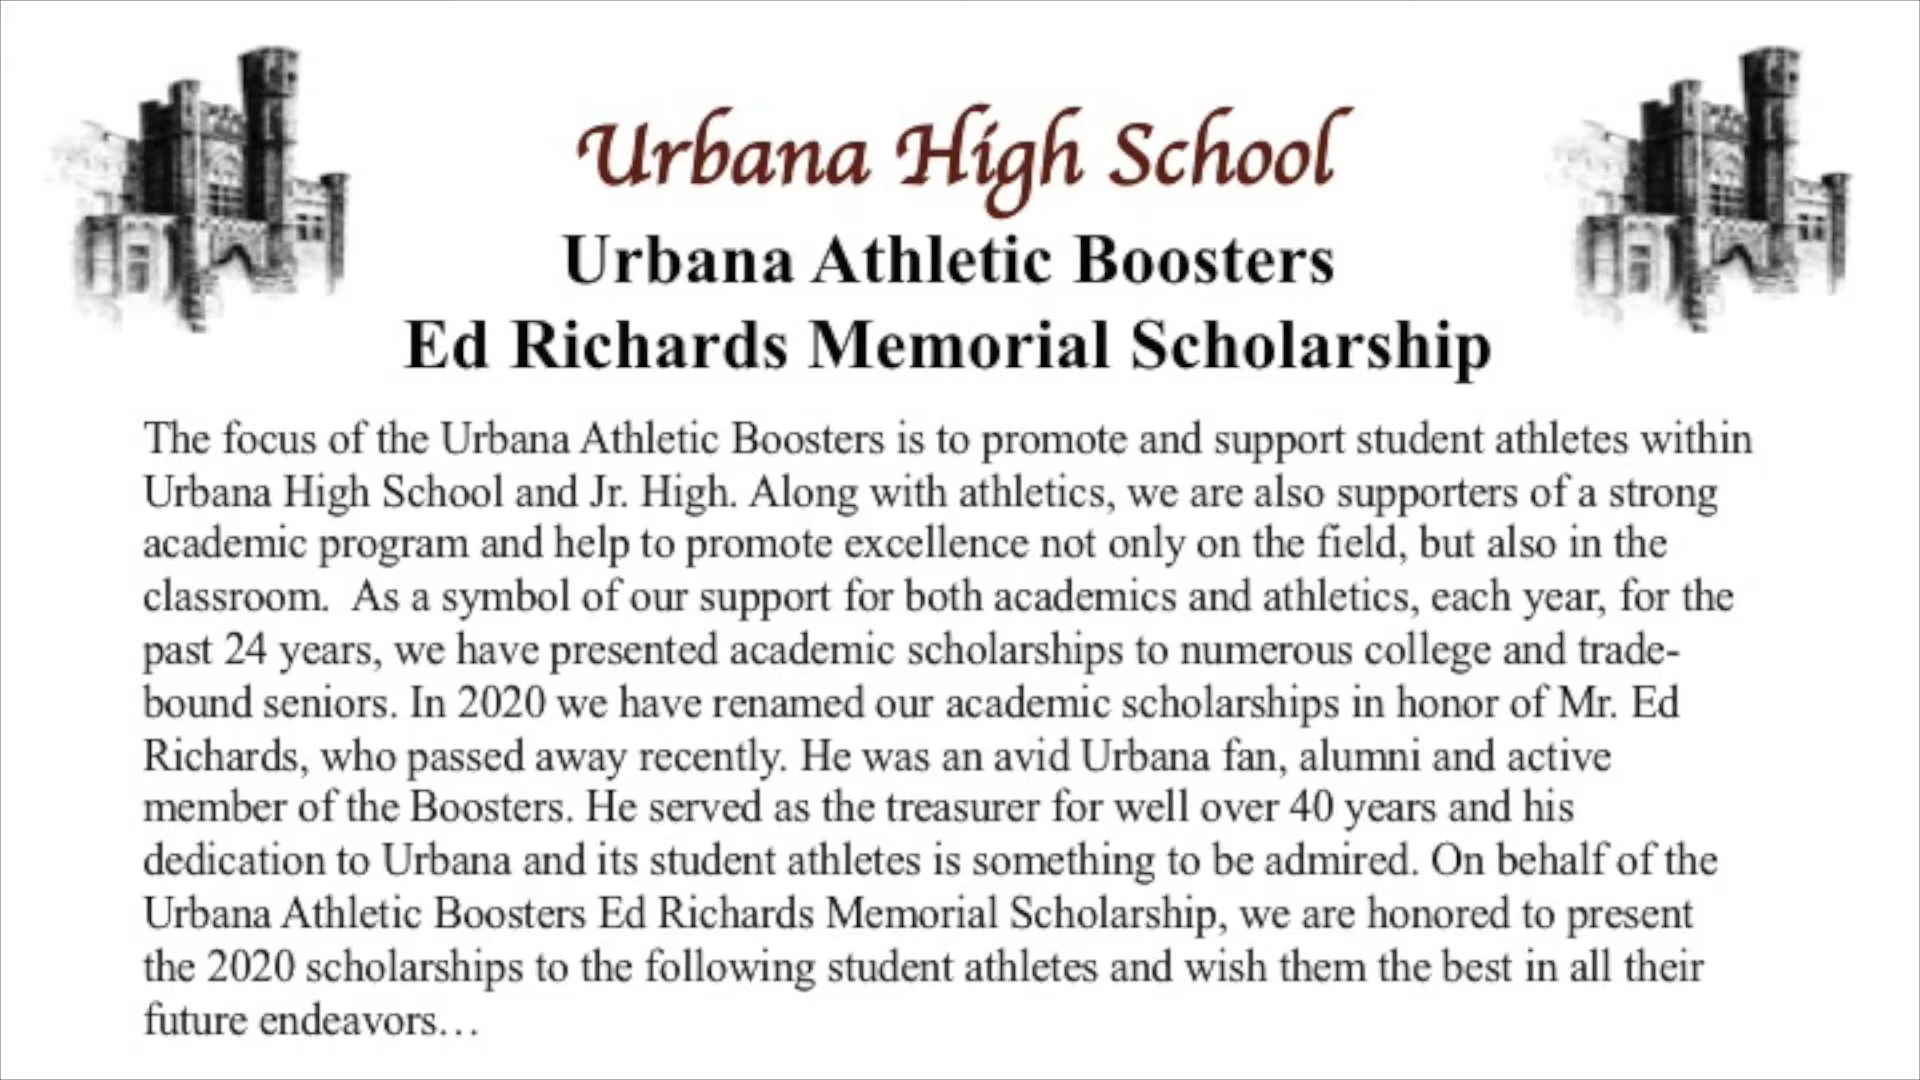 Urbana High School
Urbana Athletic Boosters
Ed Richards Memorial Scholarship
The focus of the Urbana Athletic Boosters is to promote and support student athletes within
Urbana High School and Jr. High. Along with athletics, we are also supporters of a strong
academic program and help to promote excellence not only on the field, but also in the
classroom.  As a symbol of our support for both academics and athletics, each year, for the
past 24 years, we have presented academic scholarships to numerous college and trade-
bound seniors. In 2020 we have renamed our academic scholarships in honor of Mr. Ed
Richards, who passed away recently. He was an avid Urbana fan, alumni and active
member of the Boosters. He served as the treasurer for well over 40 years and his
dedication to Urbana and its student athletes is something to be admired. On behalf of the
Urbana Athletic Boosters Ed Richards Memorial Scholarship, we are honored to present
the 2020 scholarships to the following student athletes and wish them the best in all their
future endeavors…